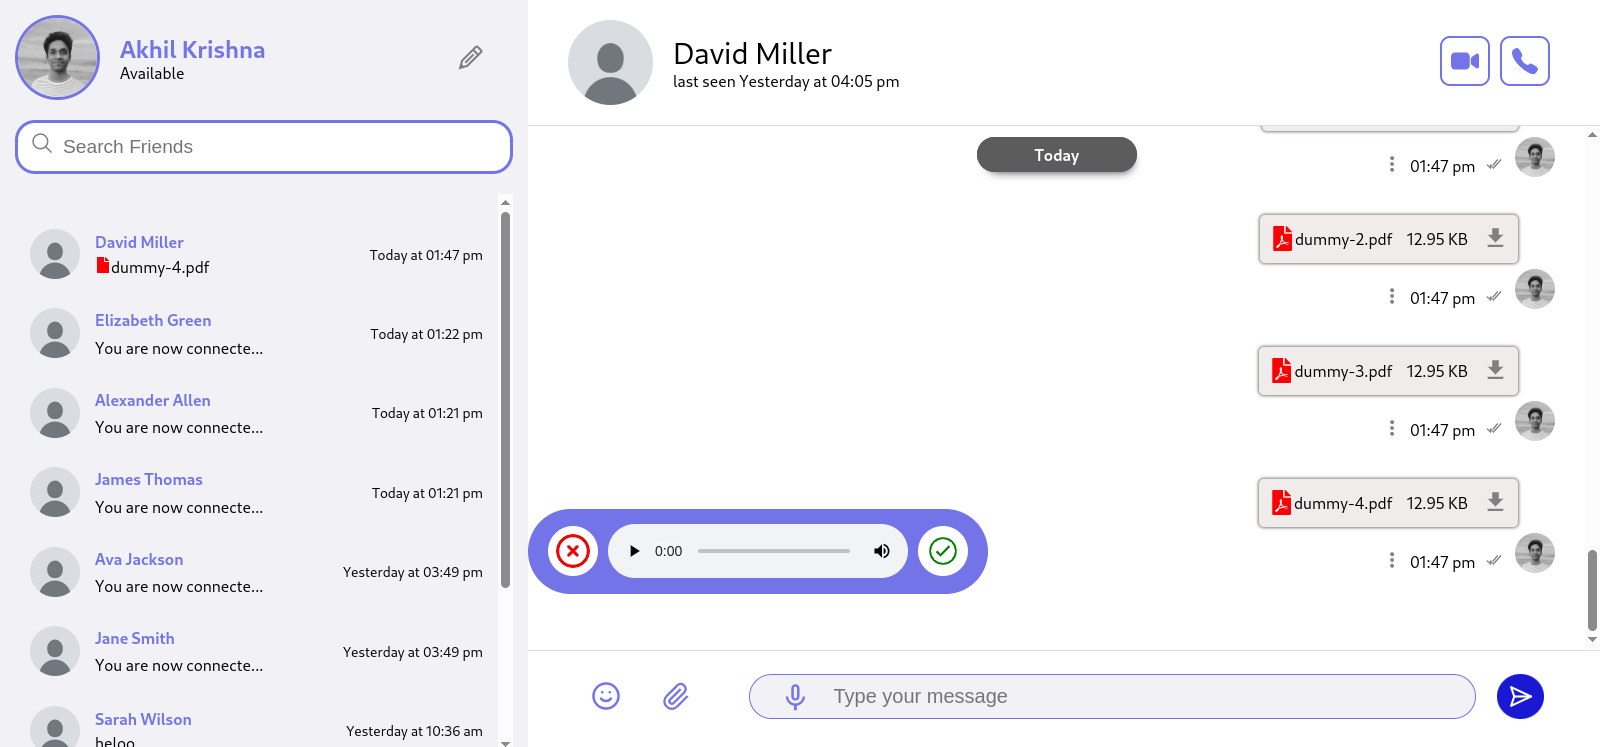 Akhil Krishna
Available
Search Friends
David Miller
dummy-4.pdf
Today at 01:47 pm
Elizabeth Green
You are now connecte...
Today at 01:22 pm
Alexander Allen
You are now connecte...
Today at 01:21 pm
James Thomas
You are now connecte...
Today at 01:21 pm
Ava Jackson
You are now connecte...
Yesterday at 03:49 pm
Jane Smith
You are now connecte...
Yesterday at 03:49 pm
Sarah Wilson
heloo
Yesterday at 10:36 am
David Miller
last seen Yesterday at 04:05 pm
Today
01:47 pm
dummy-2.pdf 12.95 KB
01:47 pm
dummy-3.pdf 12.95 KB
01:47 pm
dummy-4.pdf 12.95 KB
01:47 pm
0:00
Type your message